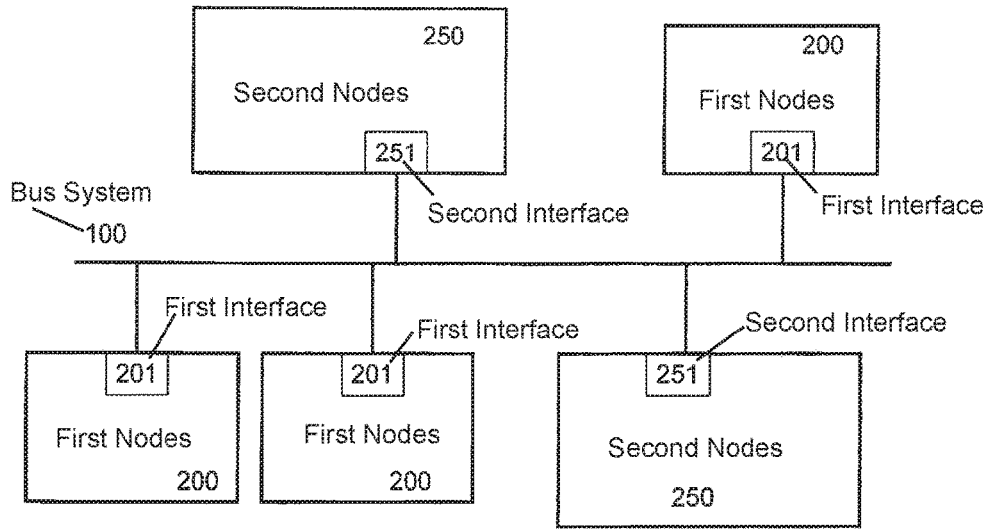 250
Second Nodes
251
Second Interface
200
First Nodes
201
First Interface
Bus System
100
First Interface
201
First Nodes
200
First Interface
201
First Nodes
200
Second Interface
251
Second Nodes
250